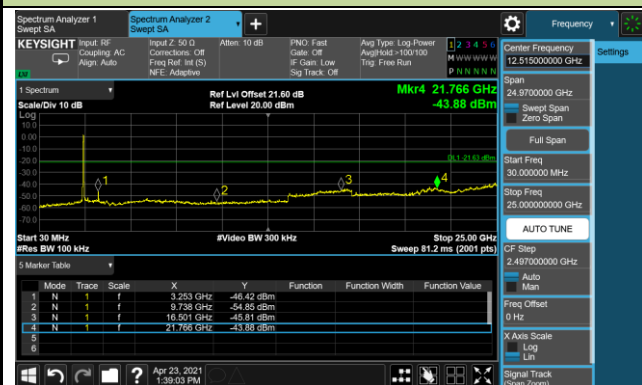 Spectrum Analyzer 1
Swept SA
Spectrum Analyzer 2
Swept SA
Frequency
KEYSIGHT
Input: RF
Coupling: AC
Align: Auto
Input Z: 50 Ω
Corrections: Off
Freq Ref: Int (S)
NFE: Adaptive
Atten: 10 dB
PNO: Fast
Gate: Off
IF Gain: Low
Sig Track: Off
Avg Type: Log-Power
Avg|Hold:>100/100
Trig: Free Run
1 2 3 4 5 6
M W W W W W
P N N N N N
1 Spectrum
Scale/Div 10 dB
Ref Lvl Offset 21.60 dB
Ref Level 20.00 dBm
Mkr4 21.766 GHz
-43.88 dBm
Log
10.0
0.00
-10.0
-20.0
-30.0
-40.0
-50.0
-60.0
-70.0
DL1 -21.63 dBm
1
2
3
4
Start 30 MHz
#Video BW 300 kHz
Stop 25.00 GHz
#Res BW 100 kHz
Sweep 81.2 ms (2001 pts)
5 Marker Table
Mode Trace Scale X Y Function Function Width Function Value
1 N 1 f 3.253 GHz -46.42 dBm
2 N 1 f 9.738 GHz -54.85 dBm
3 N 1 f 16.501 GHz -45.81 dBm
4 N 1 f 21.766 GHz -43.88 dBm
5
6
Apr 23, 2021
1:39:03 PM
Center Frequency
12.515000000 GHz
Settings
Span
24.9700000 GHz
Swept Span
Zero Span
Full Span
Start Freq
30.000000 MHz
Stop Freq
25.000000000 GHz
AUTO TUNE
CF Step
2.497000000 GHz
Auto
Man
Freq Offset
0 Hz
X Axis Scale
Log
Lin
Signal Track
(Span Zoom)